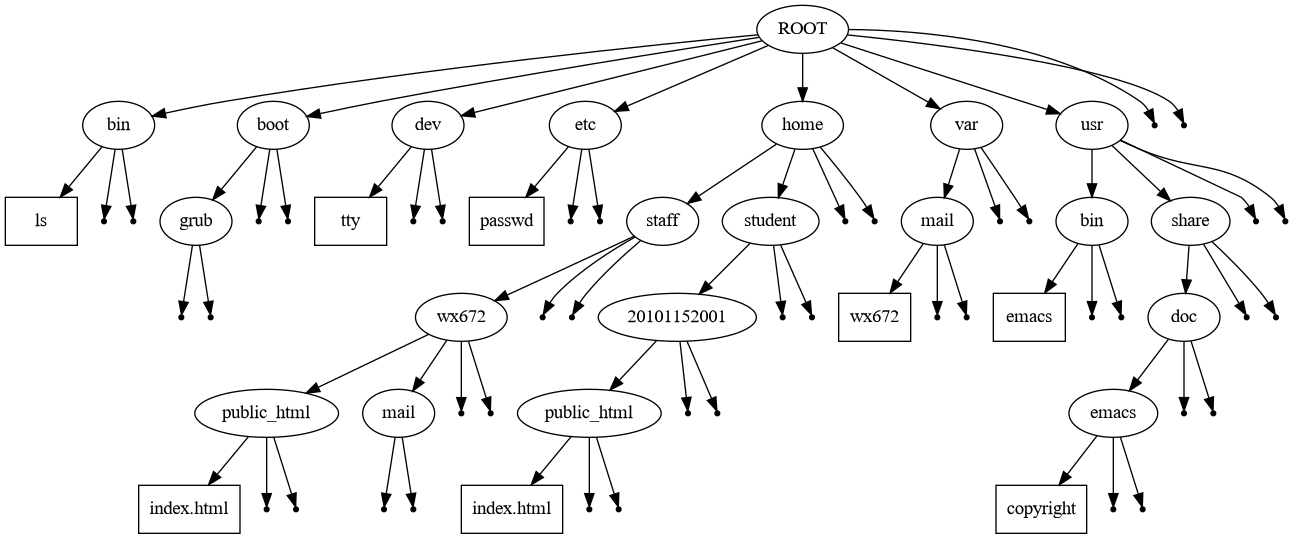 ROOT
bin
boot
dev
etc
home
var
usr
ls
grub
tty
passwd
staff
student
mail
bin
share
wx672
20101152001
wx672
emacs
doc
public_html
mail
public_html
emacs
index.html
index.html
copyright